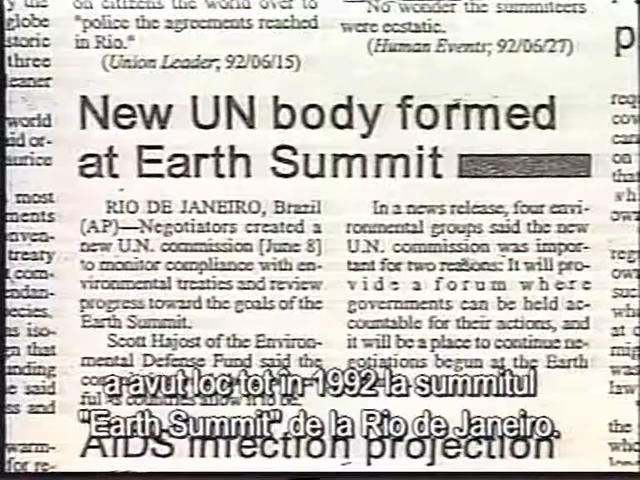 on citizens the world over to
"police the agreements reached
in Rio."
(Union Leader; 92/06/15)
No wonder the summiteers
were ecstatic.
(Human Events; 92/06/27)
New UN body formed
at Earth Summit
RIO DE JANEIRO, Brazil
(AP)—Negotiators created a
new U.N. commission [June 8]
to monitor compliance with en-
vironmental treaties and review
progress toward the goals of the
Earth Summit.
Scott Hajost of the Environ-
mental Defense Fund said the
In a news release, four envi-
ronmental groups said the new
U.N. commission was impor-
tant for two reasons: It will pro-
vide a forum where
governments can be held ac-
countable for their actions, and
it will be a place to continue ne-
gotiations begun at the Earth
AIDS infection projection
a avut loc tot în 1992 la summitul
"Earth Summit" de la Rio de Janeiro.
globe
three
world
most
treaty
said
and